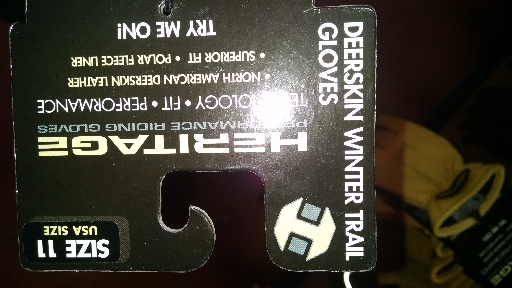 DEERSKIN WINTER TRAIL
GLOVES
SIZE 11
USA SIZE
HERITAGE
PERFORMANCE RIDING GLOVES
TECHNOLOGY • FIT • PERFORMANCE
• NORTH AMERICAN DEERSKIN LEATHER
• SUPERIOR FIT • POLAR FLEECE LINER
TRY ME ON!